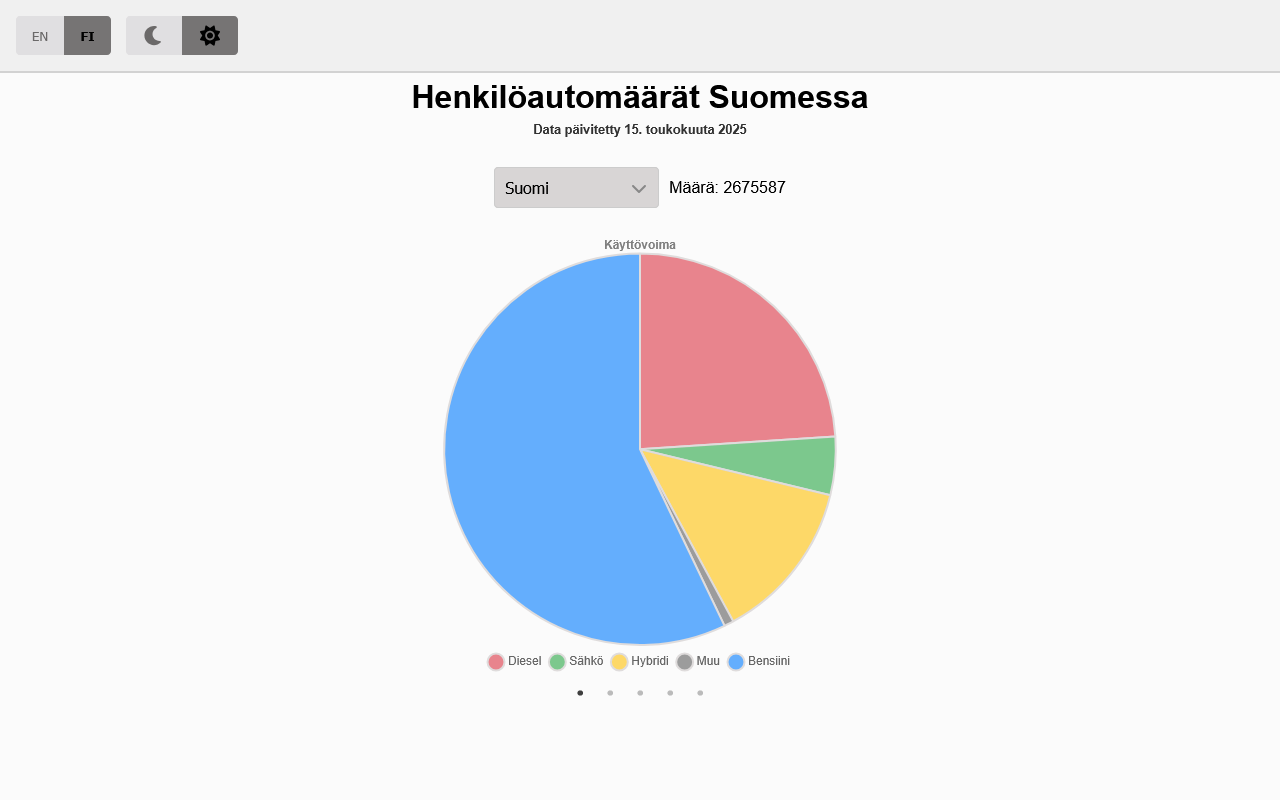 EN FI
Henkilöautomäärät Suomessa
Data päivitetty 15. toukokuuta 2025
Suomi Määrä: 2675587
Käyttövoima
Diesel Sähkö Hybridi Muu Bensiini